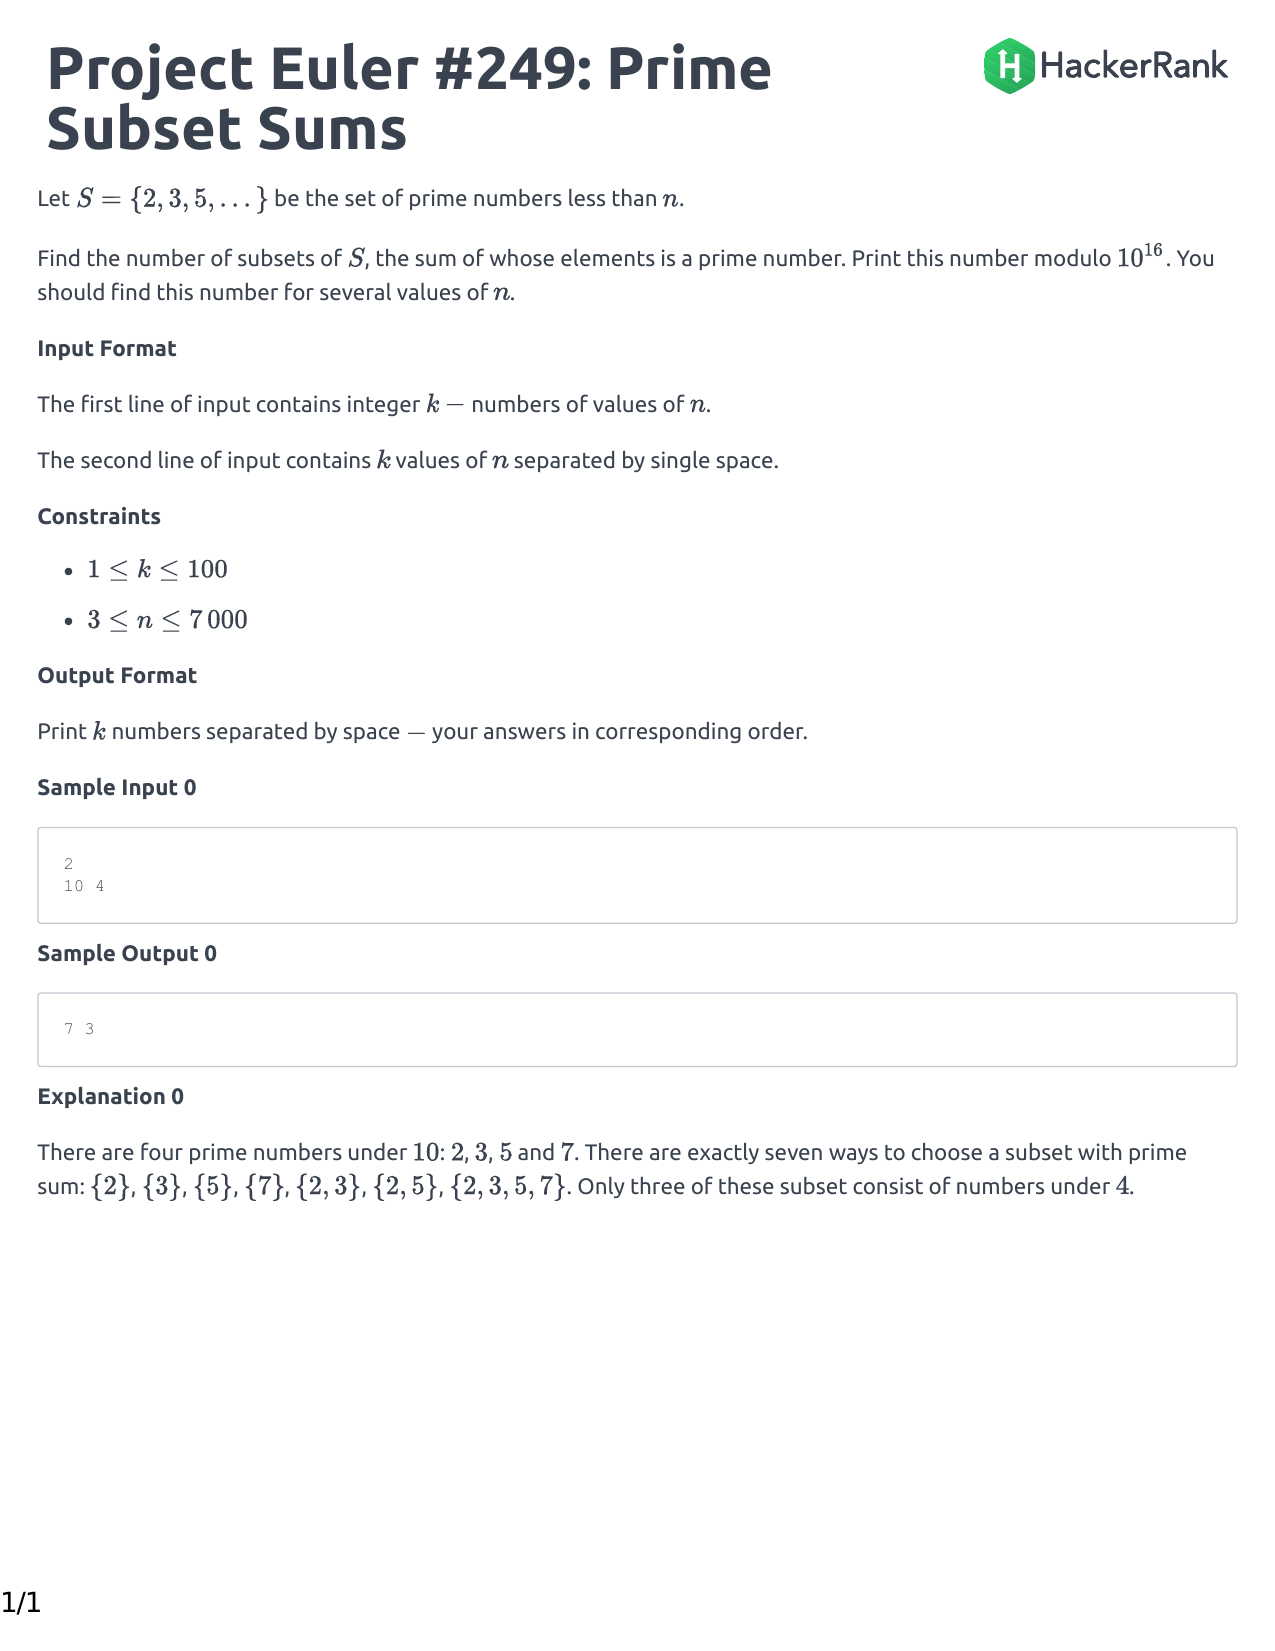 Project Euler #249: Prime
Subset Sums
HackerRank
Let S = {2, 3, 5, . . . } be the set of prime numbers less than n.
Find the number of subsets of S, the sum of whose elements is a prime number. Print this number modulo 10^16. You
should find this number for several values of n.
Input Format
The first line of input contains integer k — numbers of values of n.
The second line of input contains k values of n separated by single space.
Constraints
• 1 ≤ k ≤ 100
• 3 ≤ n ≤ 7 000
Output Format
Print k numbers separated by space — your answers in corresponding order.
Sample Input 0
2
10 4
Sample Output 0
7 3
Explanation 0
There are four prime numbers under 10: 2, 3, 5 and 7. There are exactly seven ways to choose a subset with prime
sum: {2}, {3}, {5}, {7}, {2, 3}, {2, 5}, {2, 3, 5, 7}. Only three of these subset consist of numbers under 4.
1/1